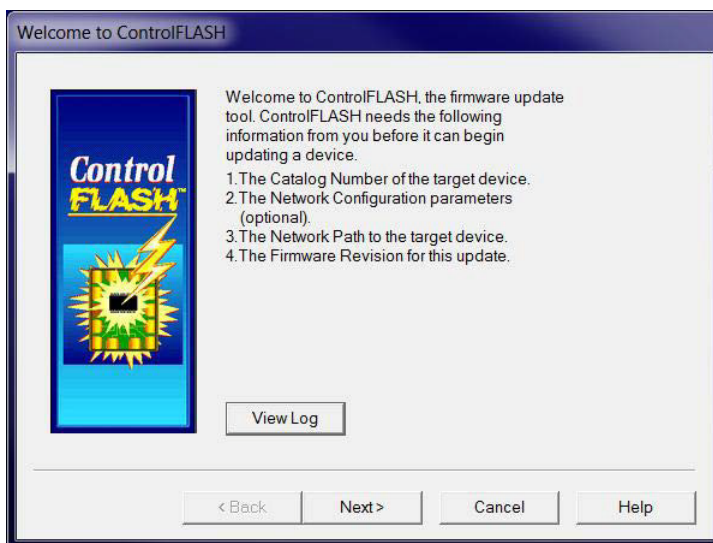 Welcome to ControlFLASH
Control
FLASH™
Welcome to ControlFLASH, the firmware update
tool. ControlFLASH needs the following
information from you before it can begin
updating a device.
1.The Catalog Number of the target device.
2.The Network Configuration parameters
(optional).
3.The Network Path to the target device.
4.The Firmware Revision for this update.
View Log
< Back
Next >
Cancel
Help